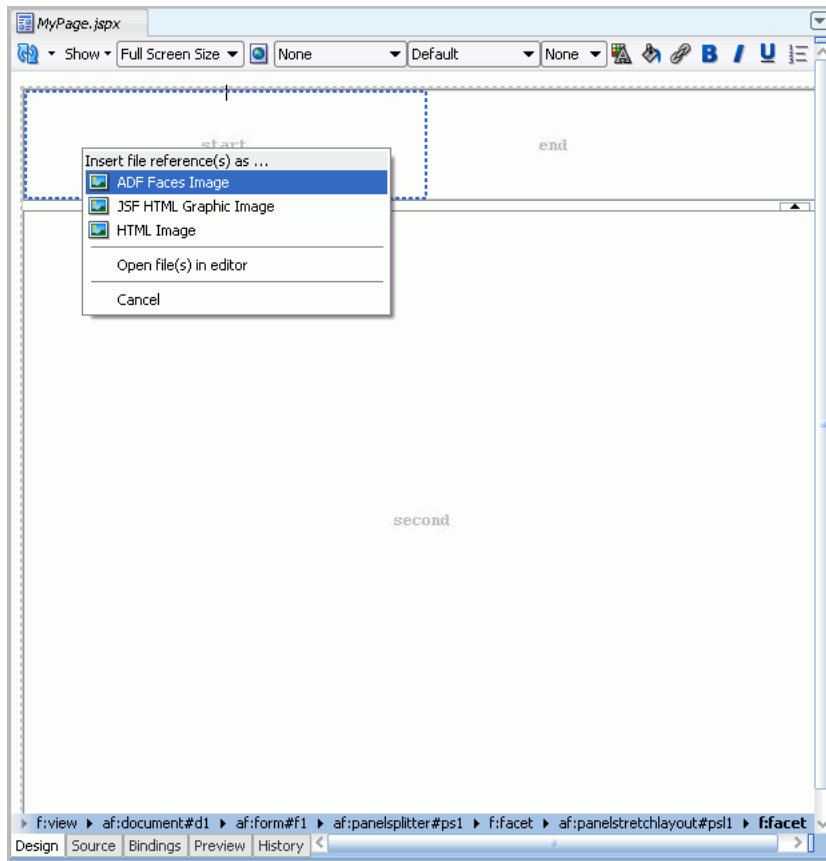 MyPage.jspx
Show Full Screen Size None Default None B I U
start end
Insert file reference(s) as ...
ADF Faces Image
JSF HTML Graphic Image
HTML Image
Open file(s) in editor
Cancel
second
f:view af:document#d1 af:form#f1 af:panelsplitter#ps1 f:facet af:panelstretchlayout#psl1 f:facet
Design Source Bindings Preview History